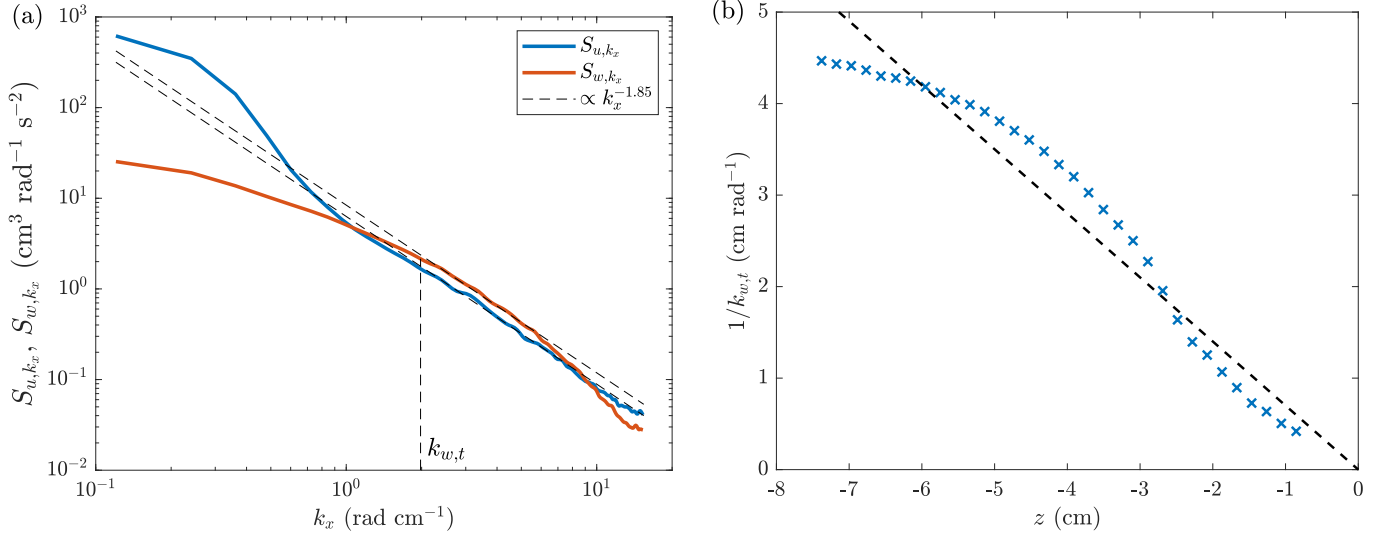 (a)
10^3
10^2
10^1
10^0
10^{-1}
10^{-2}
S_{u,k_x}, S_{w,k_x} (cm^3 rad^{-1} s^{-2})
S_{u,k_x}
S_{w,k_x}
∝ k_x^{-1.85}
k_{w,t}
10^{-1} 10^0 10^1
k_x (rad cm^{-1})
(b)
5
4
3
2
1
0
1/k_{w,t} (cm rad^{-1})
-8 -7 -6 -5 -4 -3 -2 -1 0
z (cm)